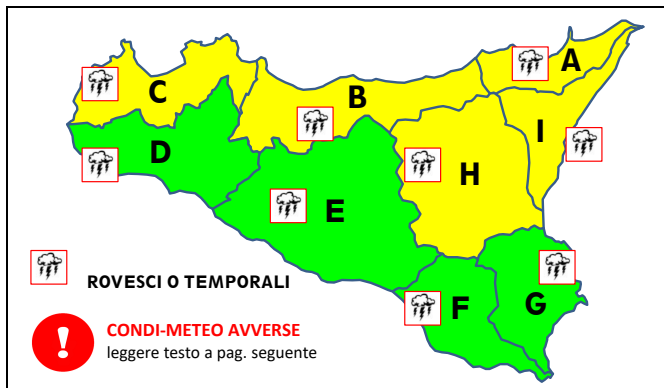 A
C
B
I
D
H
E
G
F
ROVESCI O TEMPORALI
!
CONDI-METEO AVVERSE
leggere testo a pag. seguente